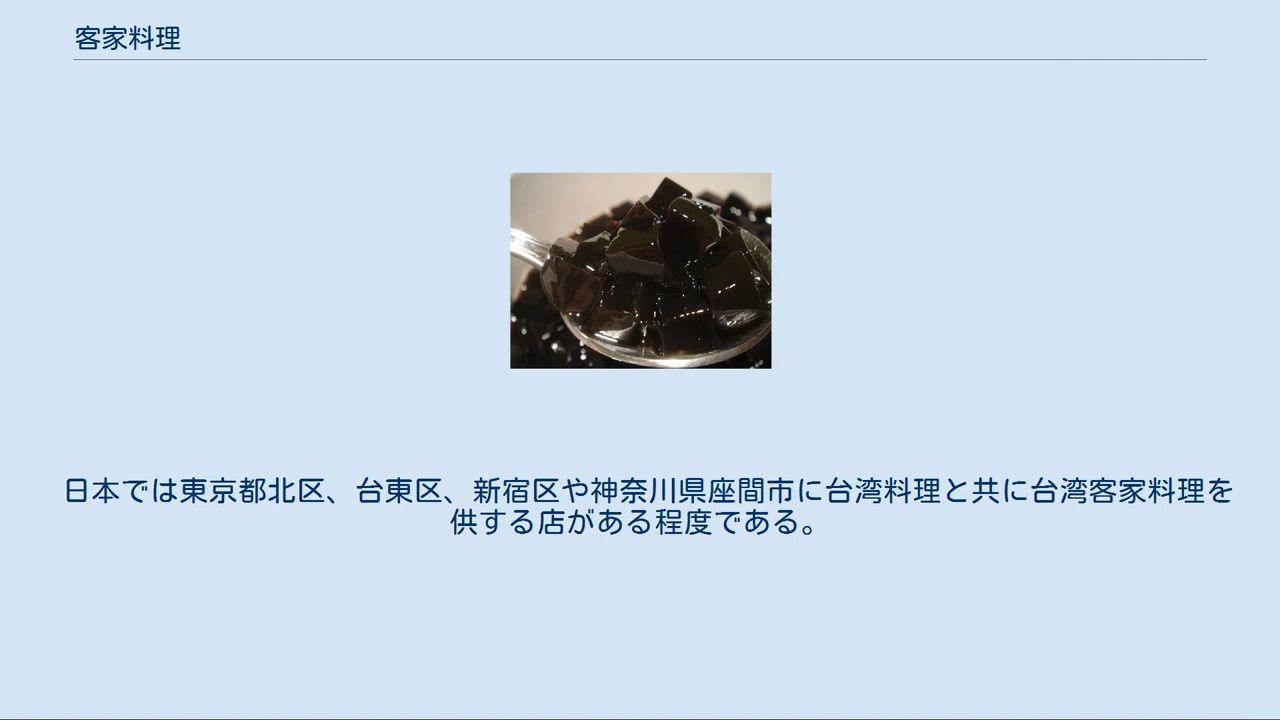 客家料理
日本では東京都北区、台東区、新宿区や神奈川県座間市に台湾料理と共に台湾客家料理を
供する店がある程度である。